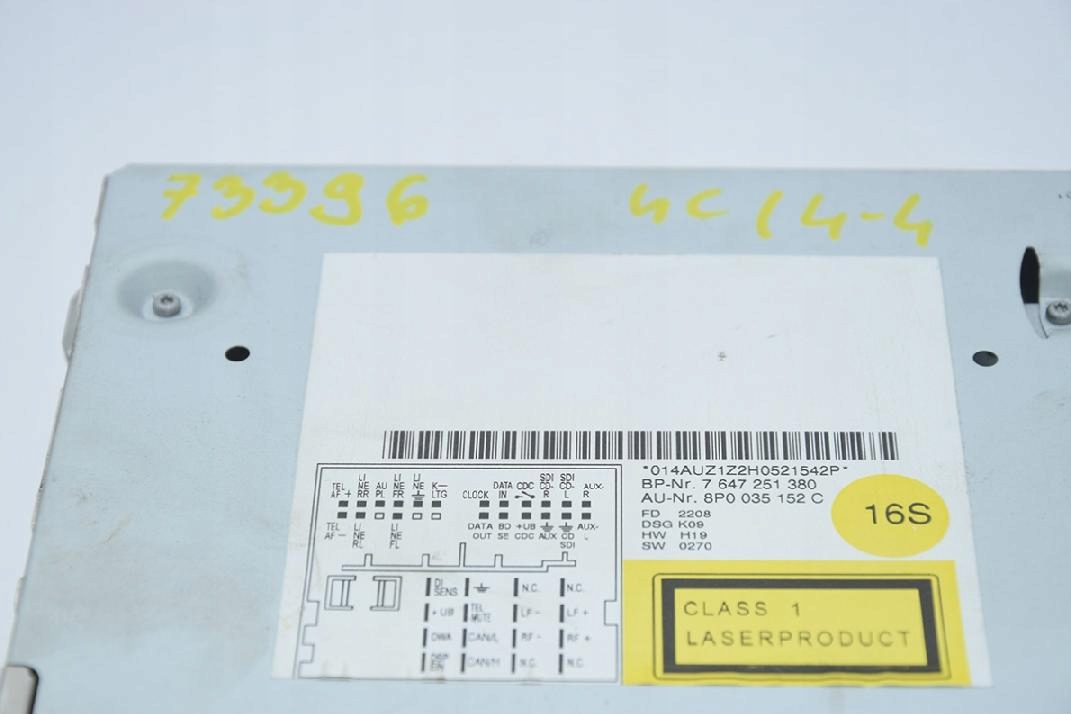 73396 4C 14-4
*014AUZ1Z2H0521542P*
BP-Nr. 7 647 251 380
AU-Nr. 8P0 035 152 C
FD 2208
DSG K09
HW H19
SW 0270
16S
CLASS 1
LASERPRODUCT
TEL AF+ LI NE RR AU PL LI NE FR LI NE K- LTG
TEL AF- LI NE RL LI NE FL
CLOCK DATA IN CDC SDI CD- R SDI CD- L AUX- R
DATA OUT BD SE +UB CDC AUX CD SDI AUX- L
DI SENS N.C. N.C.
+UB TEL MUTE LF- LF+
DWA CAN/L RF- RF+
CAN/H N.C. N.C.